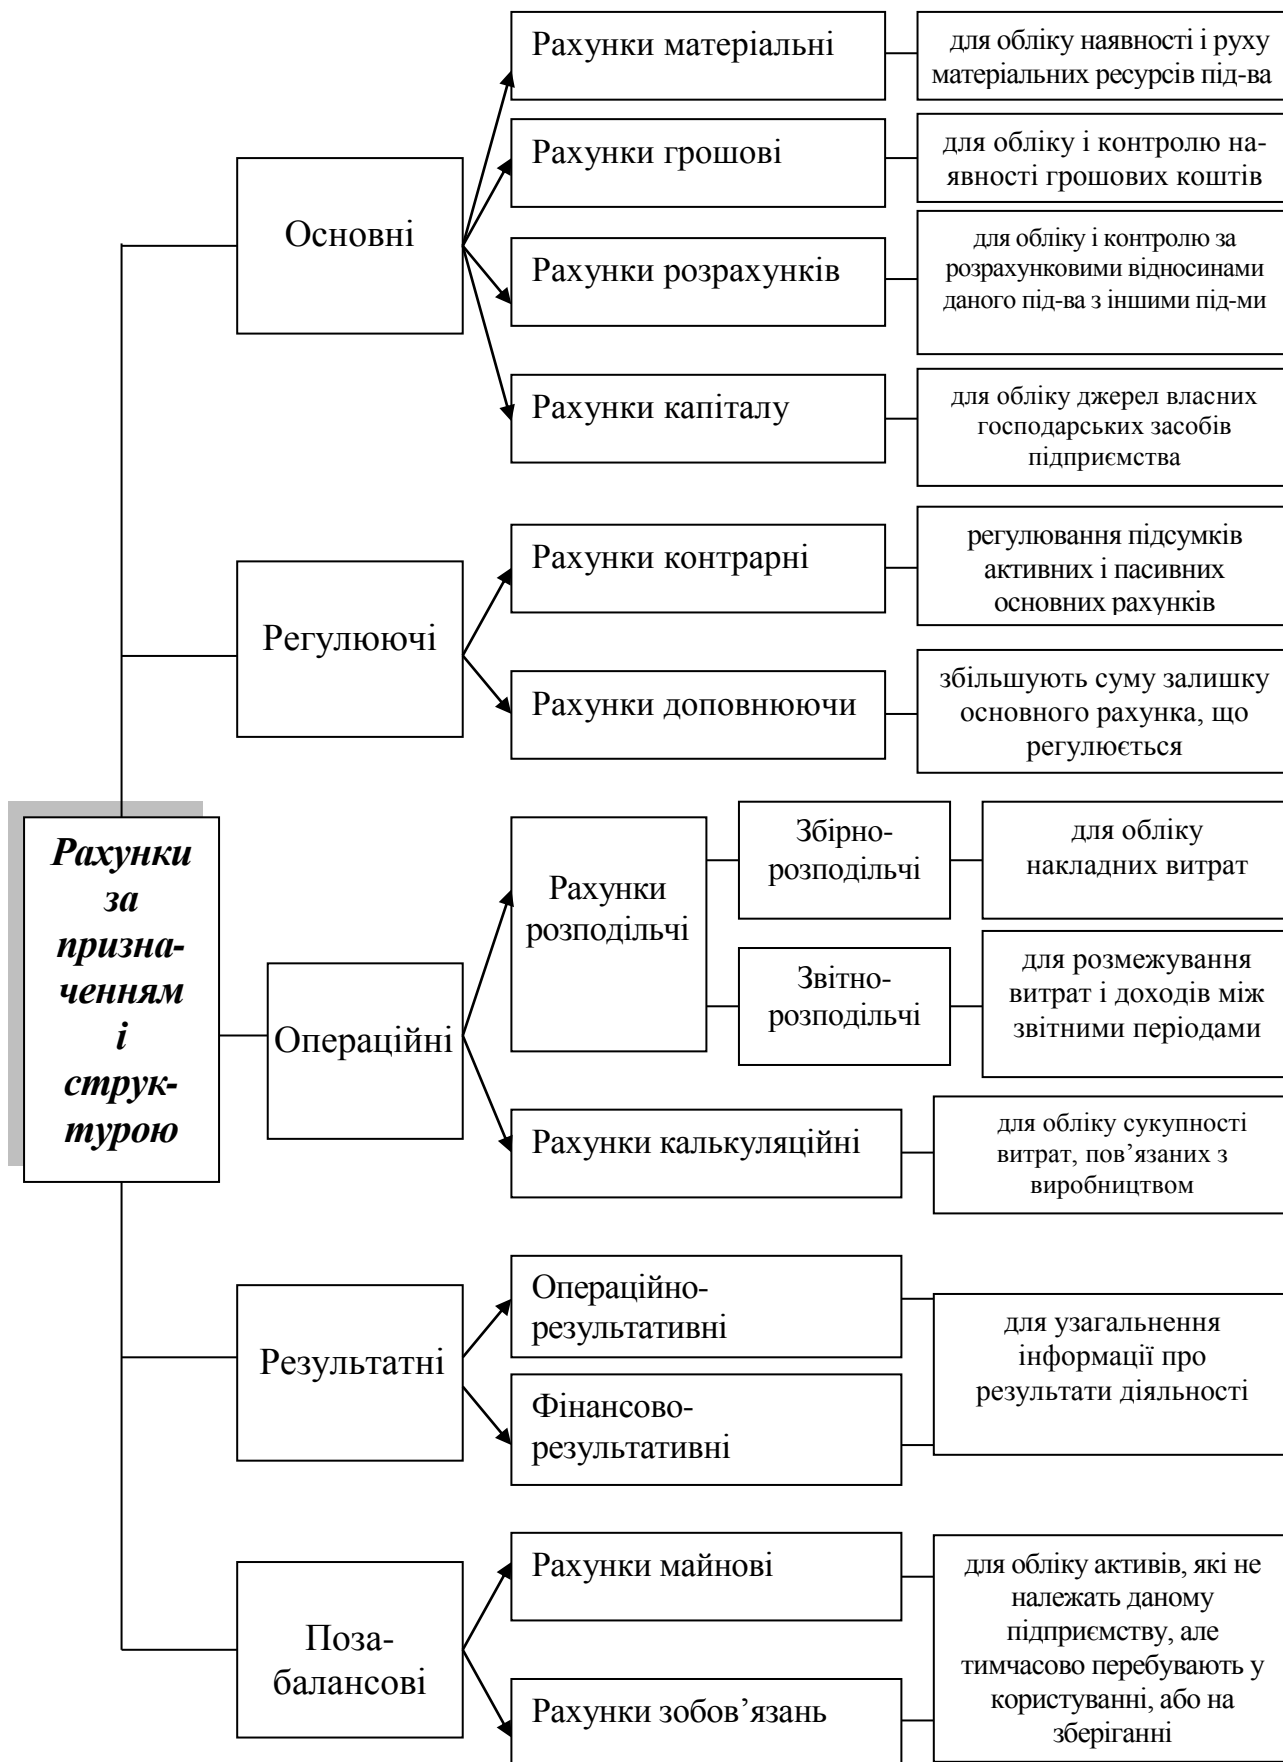 Рахунки матеріальні
для обліку наявності і руху
матеріальних ресурсів під-ва
Рахунки грошові
для обліку і контролю на-
явності грошових коштів
Основні
Рахунки розрахунків
для обліку і контролю за
розрахунковими відносинами
даного під-ва з іншими під-ми
Рахунки капіталу
для обліку джерел власних
господарських засобів
підприємства
Рахунки контрарні
регулювання підсумків
активних і пасивних
основних рахунків
Регулюючі
Рахунки доповнюючи
збільшують суму залишку
основного рахунка, що
регулюється
Рахунки
за
призна-
ченням
і
струк-
турою
Операційні
Рахунки
розподільчі
Збірно-
розподільчі
для обліку
накладних витрат
Звітно-
розподільчі
для розмежування
витрат і доходів між
звітними періодами
Рахунки калькуляційні
для обліку сукупності
витрат, пов’язаних з
виробництвом
Результатні
Операційно-
результативні
Фінансово-
результативні
для узагальнення
інформації про
результати діяльності
Поза-
балансові
Рахунки майнові
Рахунки зобов’язань
для обліку активів, які не
належать даному
підприємству, але
тимчасово перебувають у
користуванні, або на
зберіганні